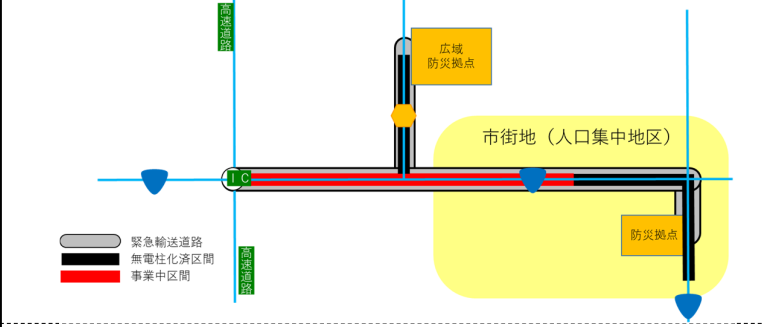 高速道路
広域
防災拠点
市街地（人口集中地区）
ＩＣ
防災拠点
緊急輸送道路
無電柱化済区間
事業中区間
高速道路